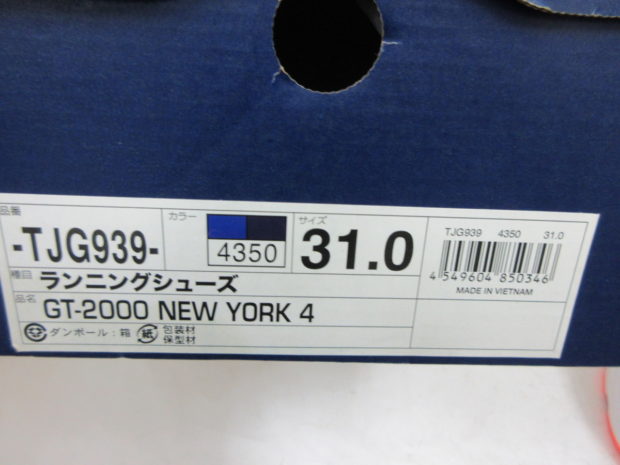 品番
-TJG939-
カラー
4350
サイズ
31.0
TJG939 4350 31.0
4 549604 850346
MADE IN VIETNAM
種目 ランニングシューズ
品名 GT-2000 NEW YORK 4
ダンボール：箱 紙 包装材
保型材